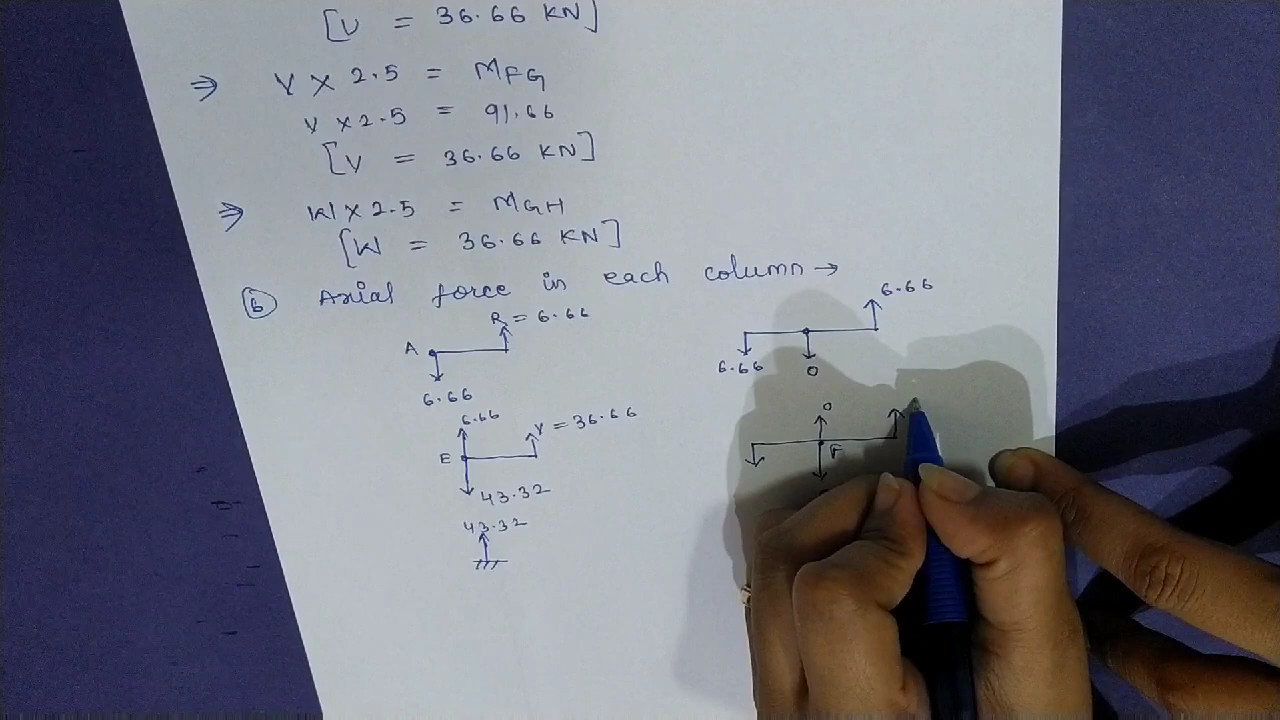 [U = 36.66 KN]
⇒ V × 2.5 = MFG
V × 2.5 = 91.66
[V = 36.66 KN]
⇒ W × 2.5 = MGH
[W = 36.66 KN]
(6) Axial force in each column →
R = 6.66
A
6.66
6.66
V = 36.66
E
43.32
43.32
6.66
6.66
0
0
F